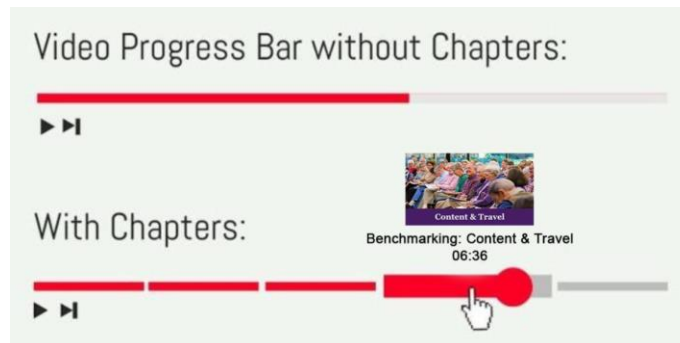 Video Progress Bar without Chapters:
Content & Travel
With Chapters:
Benchmarking: Content & Travel
06:36